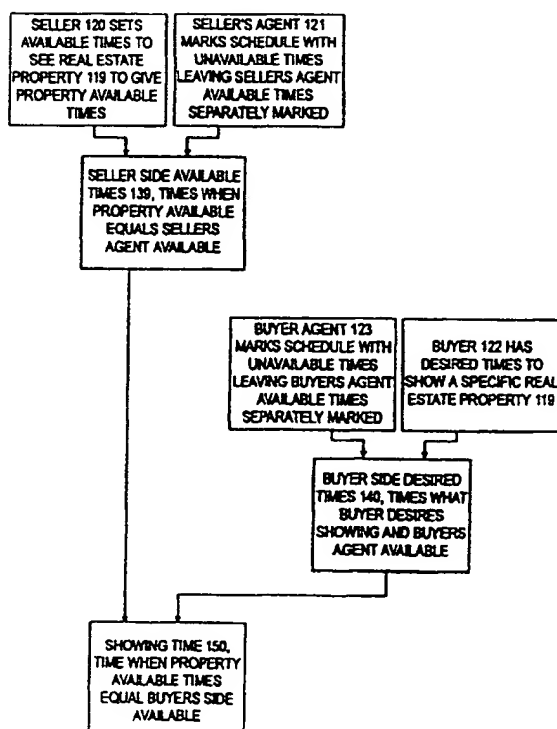 SELLER 120 SETS
AVAILABLE TIMES TO
SEE REAL ESTATE
PROPERTY 119 TO GIVE
PROPERTY AVAILABLE
TIMES
SELLER'S AGENT 121
MARKS SCHEDULE WITH
UNAVAILABLE TIMES
LEAVING SELLERS AGENT
AVAILABLE TIMES
SEPARATELY MARKED
SELLER SIDE AVAILABLE
TIMES 139, TIMES WHEN
PROPERTY AVAILABLE
EQUALS SELLERS
AGENT AVAILABLE
BUYER AGENT 123
MARKS SCHEDULE WITH
UNAVAILABLE TIMES
LEAVING BUYERS AGENT
AVAILABLE TIMES
SEPARATELY MARKED
BUYER 122 HAS
DESIRED TIMES TO
SHOW A SPECIFIC REAL
ESTATE PROPERTY 119
BUYER SIDE DESIRED
TIMES 140, TIMES WHAT
BUYER DESIRES
SHOWING AND BUYERS
AGENT AVAILABLE
SHOWING TIME 150,
TIME WHEN PROPERTY
AVAILABLE TIMES
EQUAL BUYERS SIDE
AVAILABLE